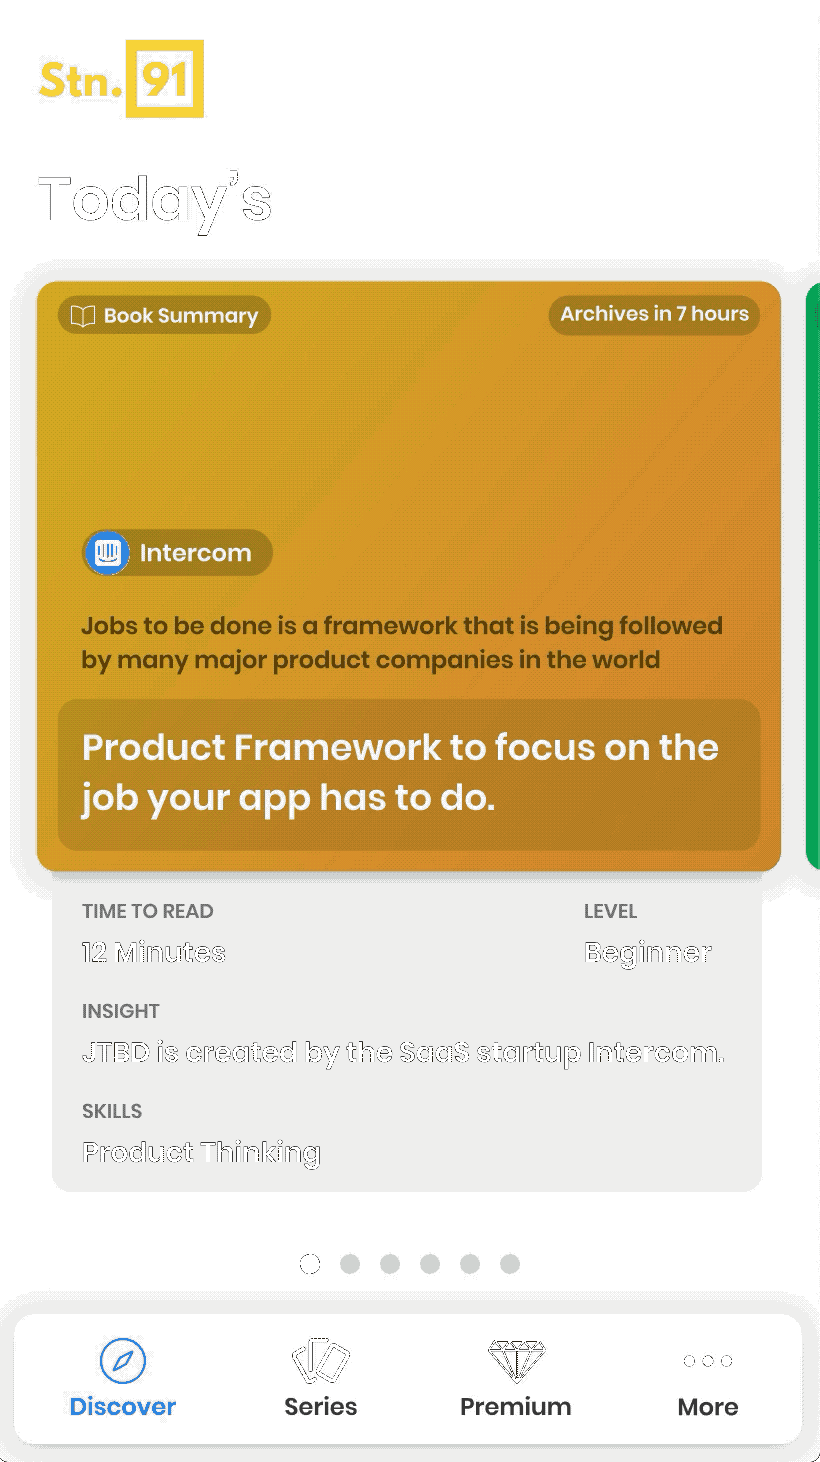 Stn. 91
Today's
Book Summary
Archives in 7 hours
Intercom
Jobs to be done is a framework that is being followed
by many major product companies in the world
Product Framework to focus on the
job your app has to do.
TIME TO READ
LEVEL
12 Minutes
Beginner
INSIGHT
JTBD is created by the SaaS startup Intercom.
SKILLS
Product Thinking
Discover
Series
Premium
More